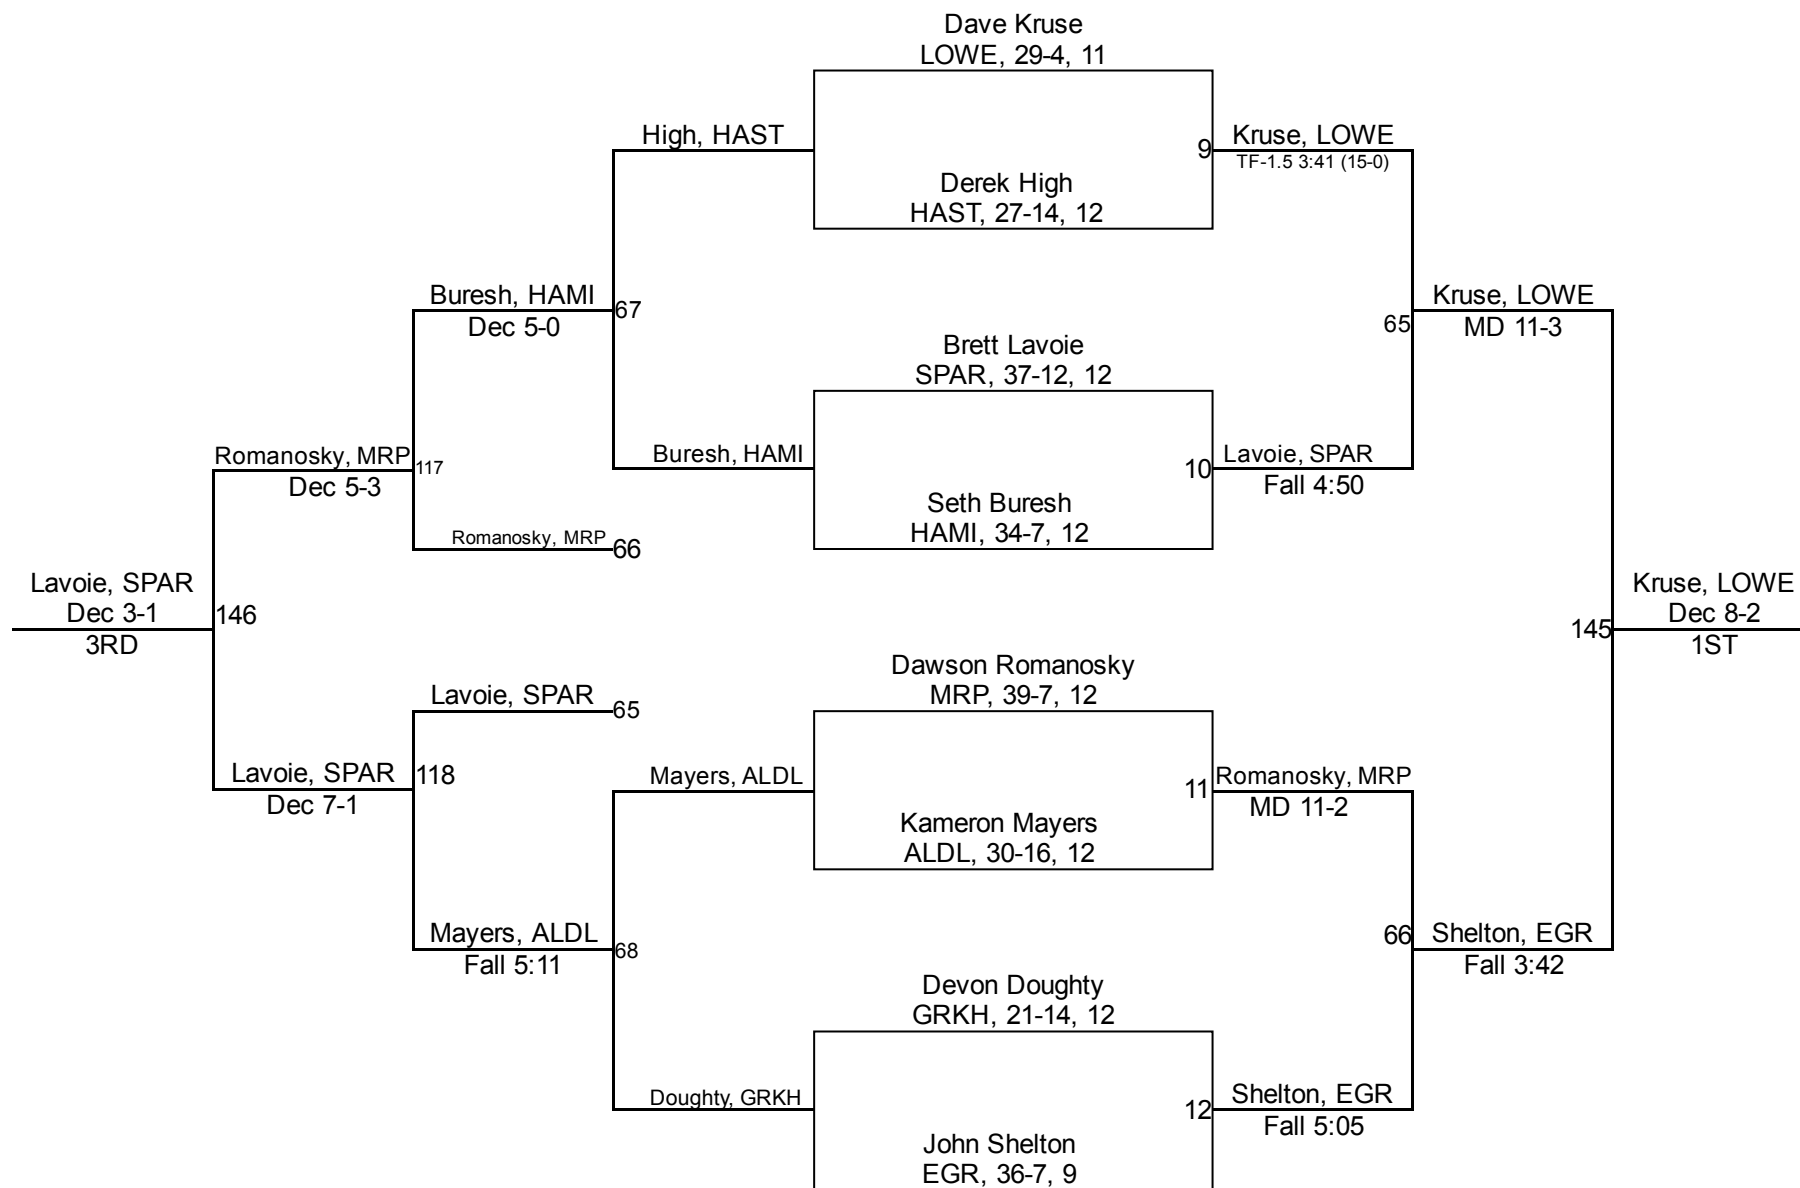 Dave Kruse
LOWE, 29-4, 11
High, HAST
9
Kruse, LOWE
TF-1.5 3:41 (15-0)
Derek High
HAST, 27-14, 12
Buresh, HAMI
Dec 5-0
67
65
Kruse, LOWE
MD 11-3
Brett Lavoie
SPAR, 37-12, 12
Buresh, HAMI
10
Lavoie, SPAR
Fall 4:50
Romanosky, MRP
Dec 5-3
117
Seth Buresh
HAMI, 34-7, 12
Romanosky, MRP
66
Lavoie, SPAR
Dec 3-1
3RD
146
145
Kruse, LOWE
Dec 8-2
1ST
Dawson Romanosky
MRP, 39-7, 12
Lavoie, SPAR
65
Lavoie, SPAR
Dec 7-1
118
Mayers, ALDL
11
Romanosky, MRP
MD 11-2
Kameron Mayers
ALDL, 30-16, 12
Mayers, ALDL
Fall 5:11
68
66
Shelton, EGR
Fall 3:42
Devon Doughty
GRKH, 21-14, 12
Doughty, GRKH
12
Shelton, EGR
Fall 5:05
John Shelton
EGR, 36-7, 9